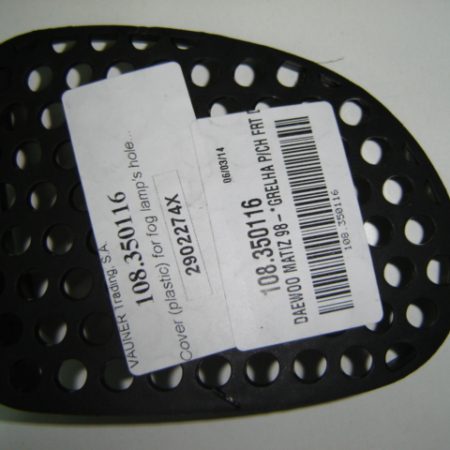 VAUNER Trading, S.A.
108.350116
Cover (plastic) for fog lamp's hole...
2902274X
06/03/14
108.350116
DAEWOO MATIZ 98 - *GRELHA P/CH FRT
108.350116